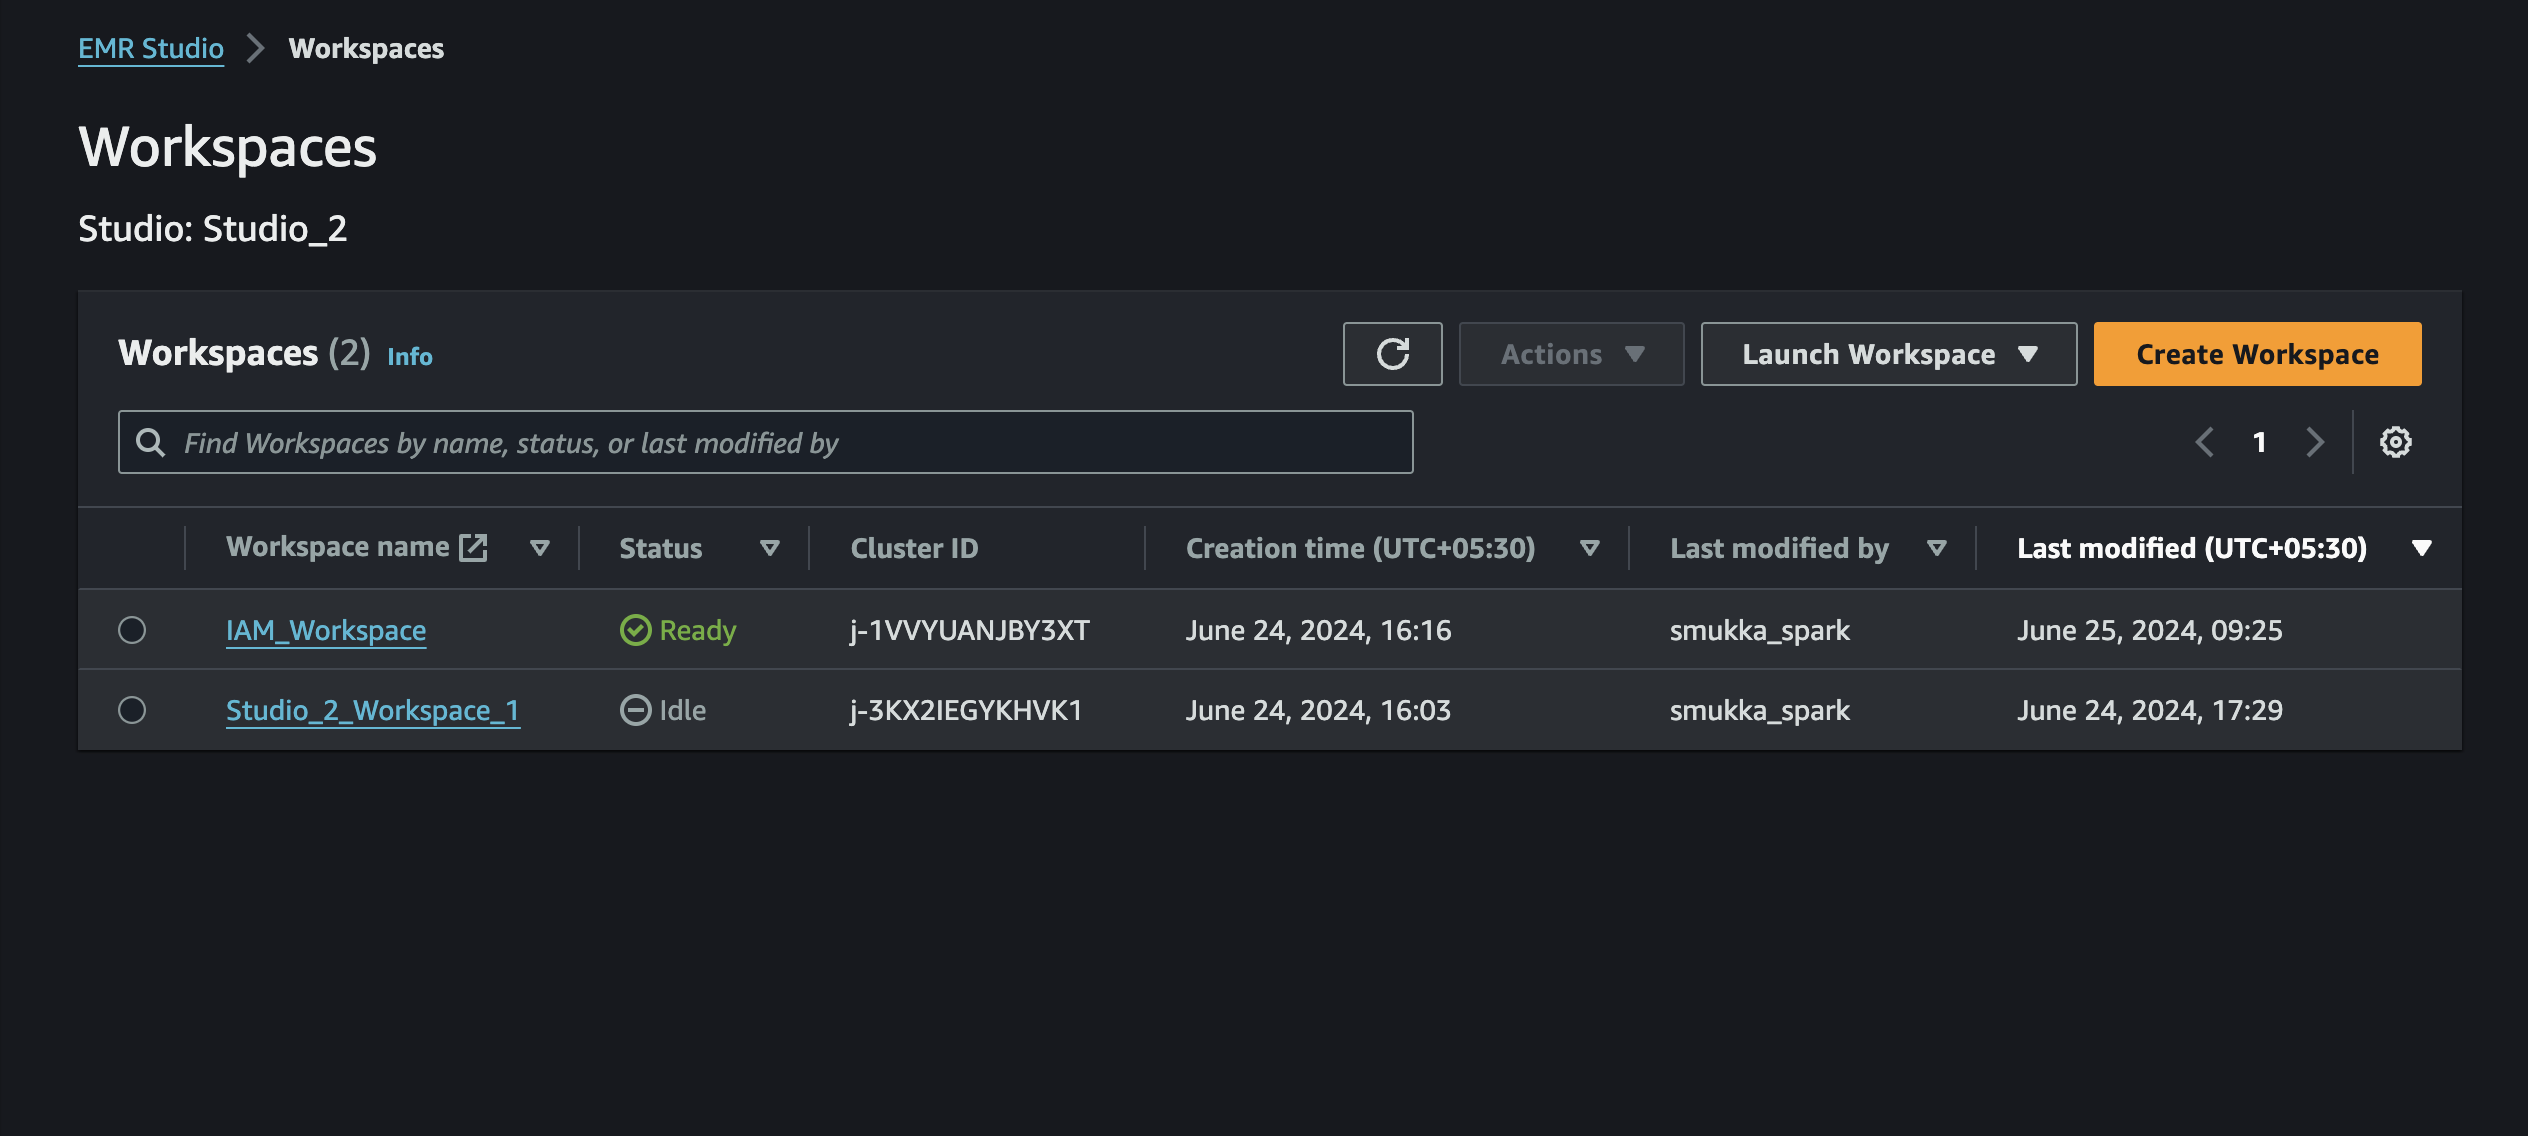 EMR Studio > Workspaces
Workspaces
Studio: Studio_2
Workspaces (2) Info
Actions
Launch Workspace
Create Workspace
Find Workspaces by name, status, or last modified by
1
Workspace name Status Cluster ID Creation time (UTC+05:30) Last modified by Last modified (UTC+05:30)
IAM_Workspace Ready j-1VVYUANJBY3XT June 24, 2024, 16:16 smukka_spark June 25, 2024, 09:25
Studio_2_Workspace_1 Idle j-3KX2IEGYKHVK1 June 24, 2024, 16:03 smukka_spark June 24, 2024, 17:29